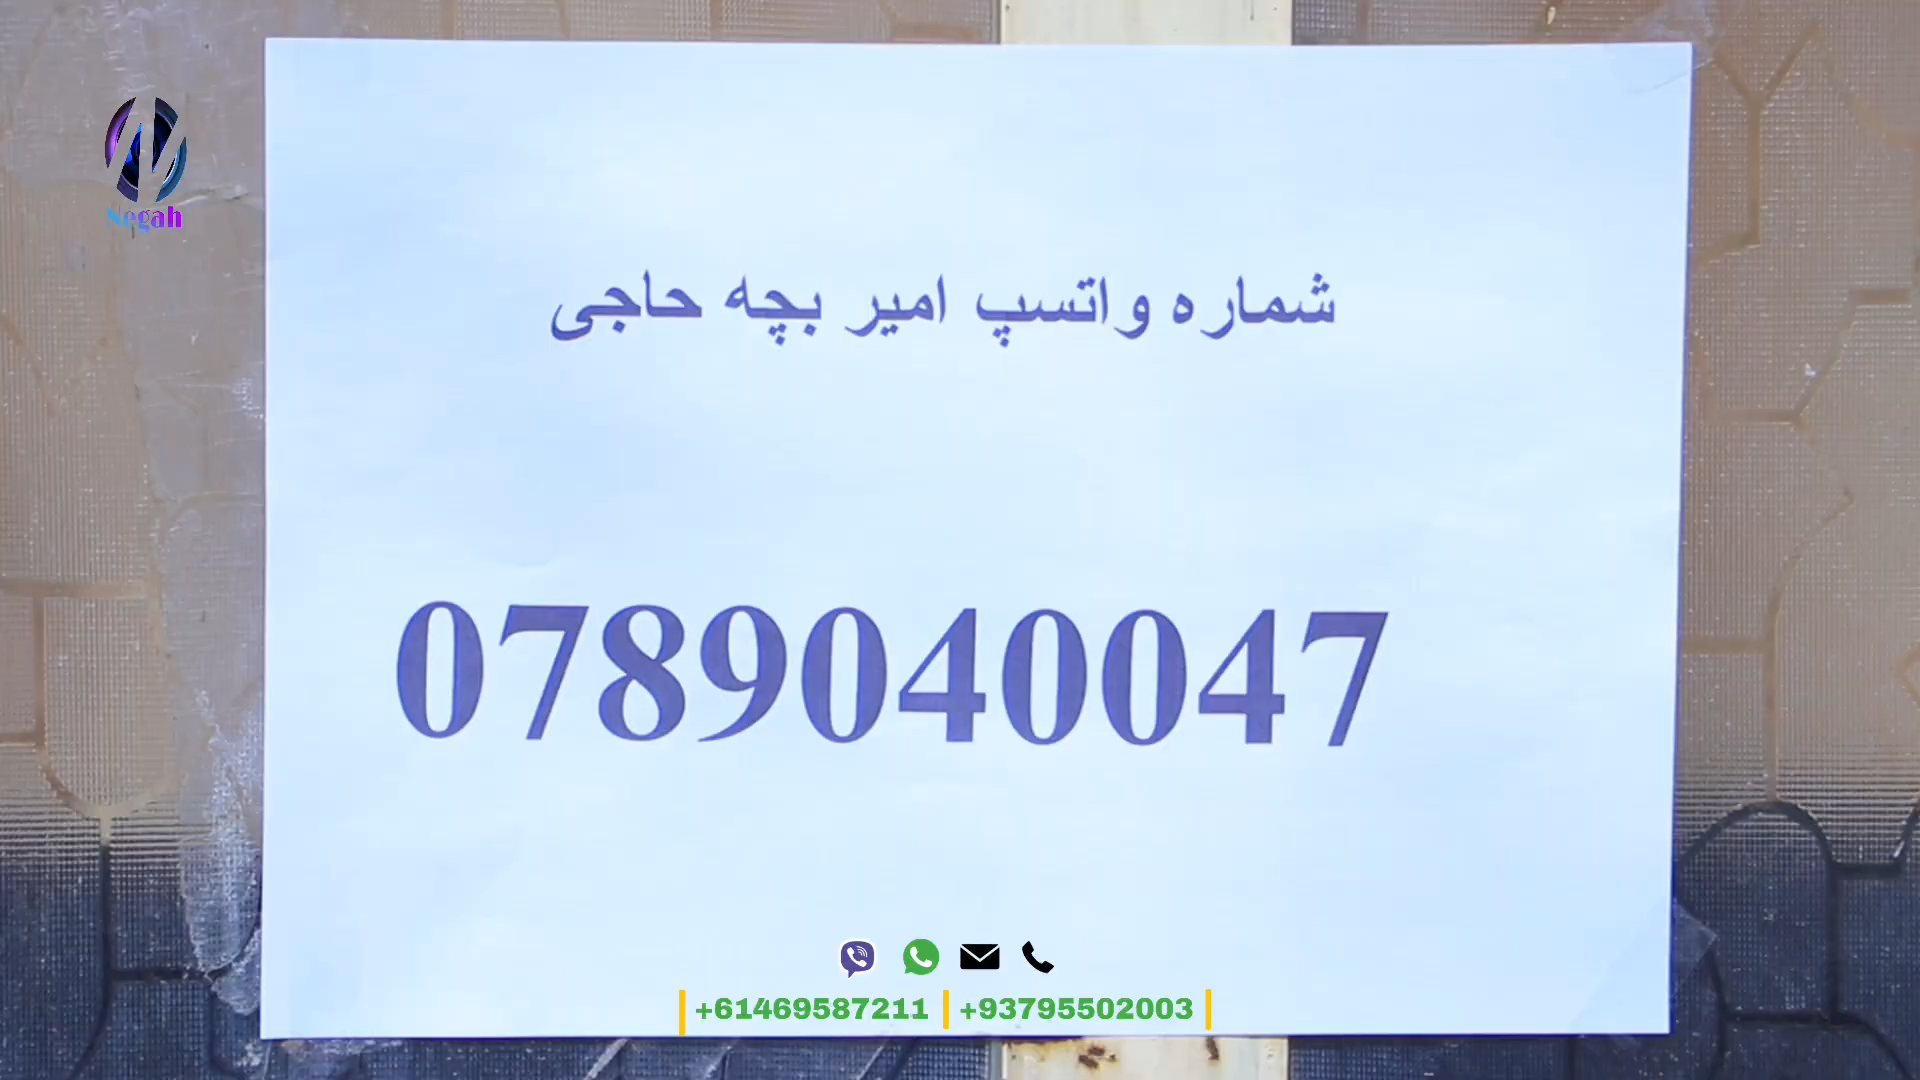 Negah
شماره واتسپ امیر بچه حاجی
0789040047
+61469587211 | +93795502003